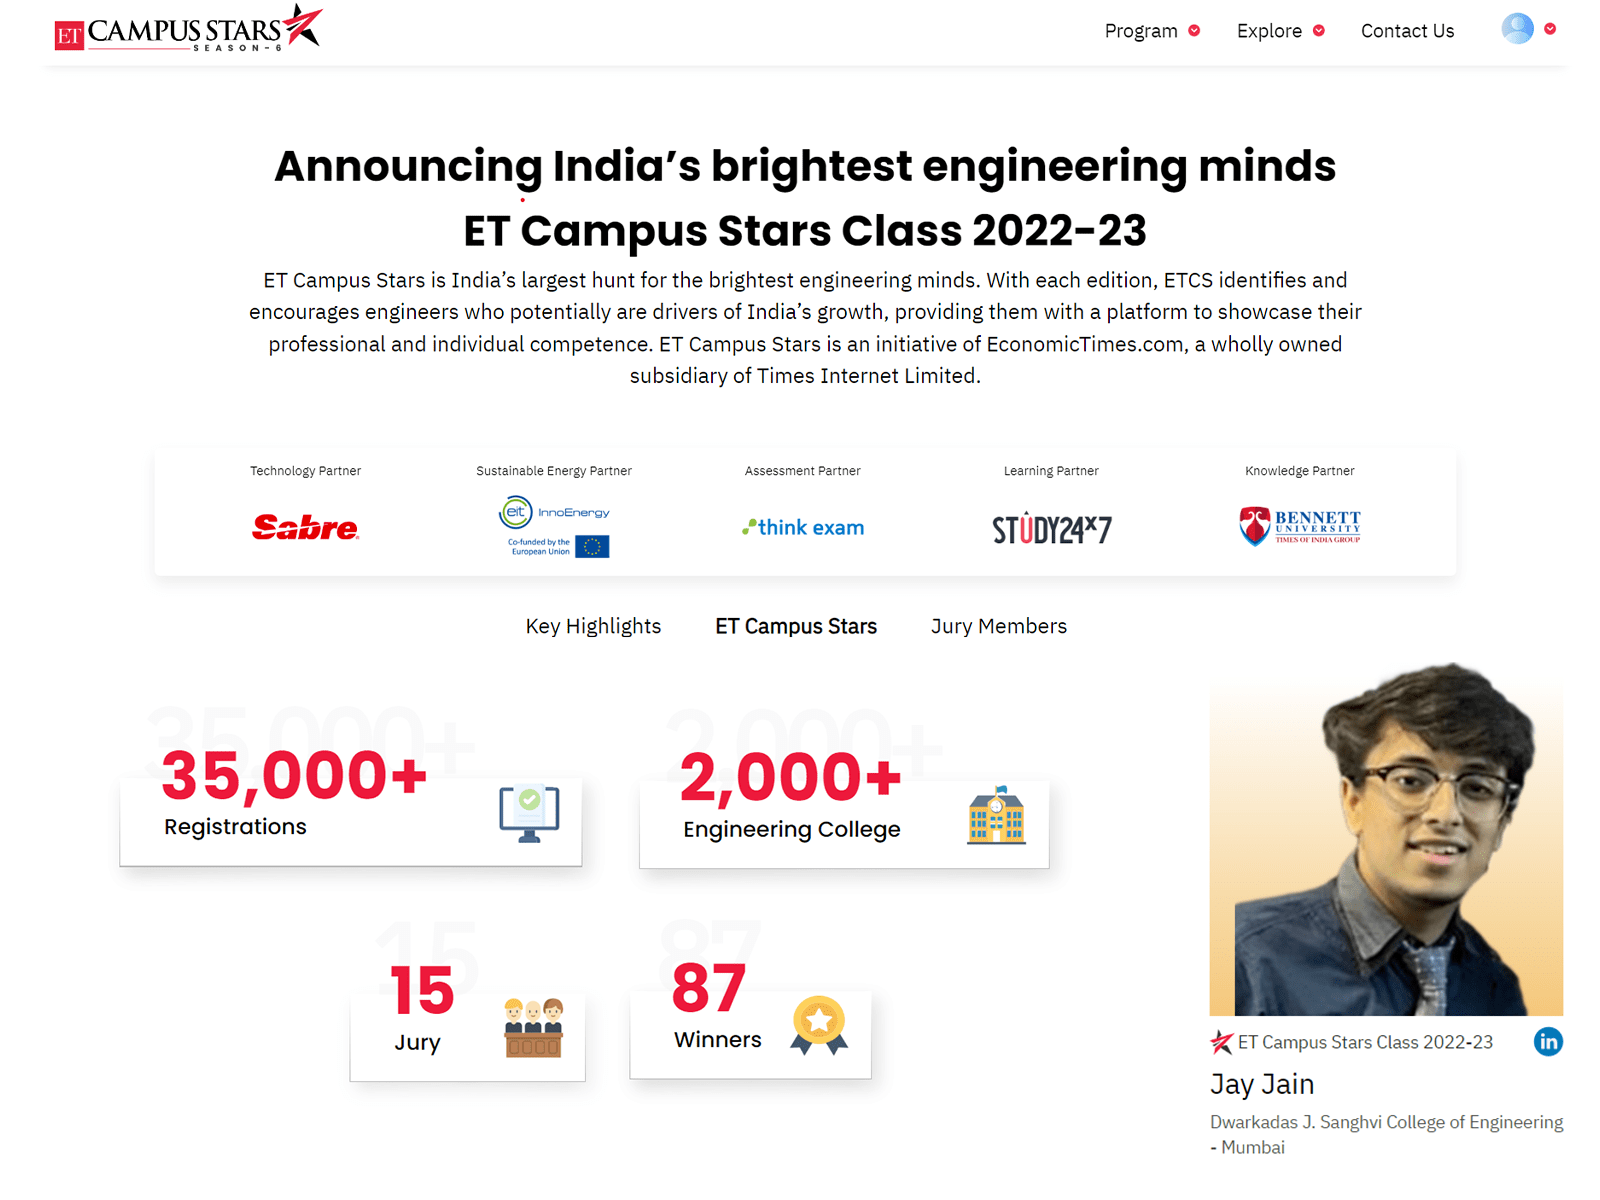 ET CAMPUS STARS
SEASON-6
Program
Explore
Contact Us
Announcing India’s brightest engineering minds
ET Campus Stars Class 2022-23
ET Campus Stars is India’s largest hunt for the brightest engineering minds. With each edition, ETCS identifies and
encourages engineers who potentially are drivers of India’s growth, providing them with a platform to showcase their
professional and individual competence. ET Campus Stars is an initiative of EconomicTimes.com, a wholly owned
subsidiary of Times Internet Limited.
Technology Partner
Sabre
Sustainable Energy Partner
eit InnoEnergy
Co-funded by the
European Union
Assessment Partner
think exam
Learning Partner
STUDY24x7
Knowledge Partner
BENNETT
UNIVERSITY
TIMES OF INDIA GROUP
Key Highlights
ET Campus Stars
Jury Members
35,000+
35,000+
Registrations
2,000+
2,000+
Engineering College
15
15
Jury
87
87
Winners
ET Campus Stars Class 2022-23
in
Jay Jain
Dwarkadas J. Sanghvi College of Engineering
- Mumbai